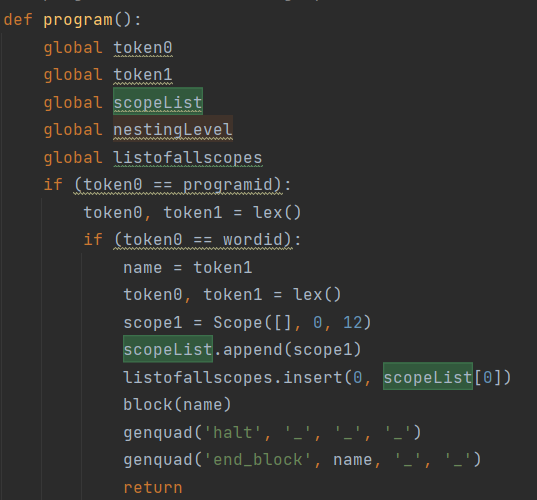 def program():
    global token0
    global token1
    global scopeList
    global nestingLevel
    global listofallscopes
    if (token0 == programid):
        token0, token1 = lex()
        if (token0 == wordid):
            name = token1
            token0, token1 = lex()
            scope1 = Scope([], 0, 12)
            scopeList.append(scope1)
            listofallscopes.insert(0, scopeList[0])
            block(name)
            genquad('halt', '_', '_', '_')
            genquad('end_block', name, '_', '_')
            return